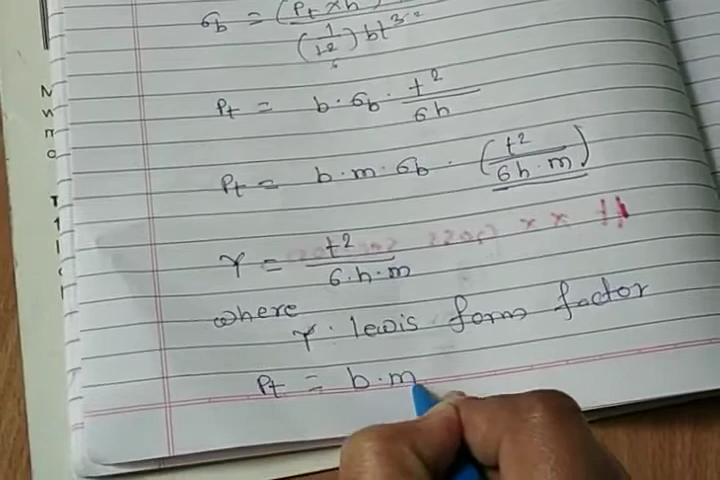 σb = (Pt × h)
(1/12) bt³
Pt = b · σb · t²/6h
Pt = b · m · σb · (t²/6h · m)
Y = t²/6 · h · m
where
Y · lewis form factor
Pt = b · m